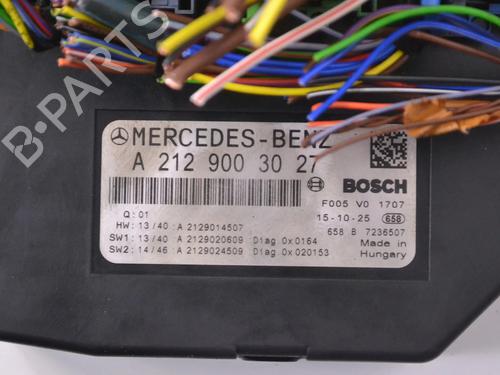 B-PARTS
MERCEDES-BENZ
A 212 900 30 27
BOSCH
Q: 01
F005 V0 1707
HW: 13/40 A 2129014507
15-10-25 658
SW1: 13/40 A 2129020609 Diag 0x0164
658 B 7236507
SW2: 14/46 A 2129024509 Diag 0x020153
Made in
Hungary